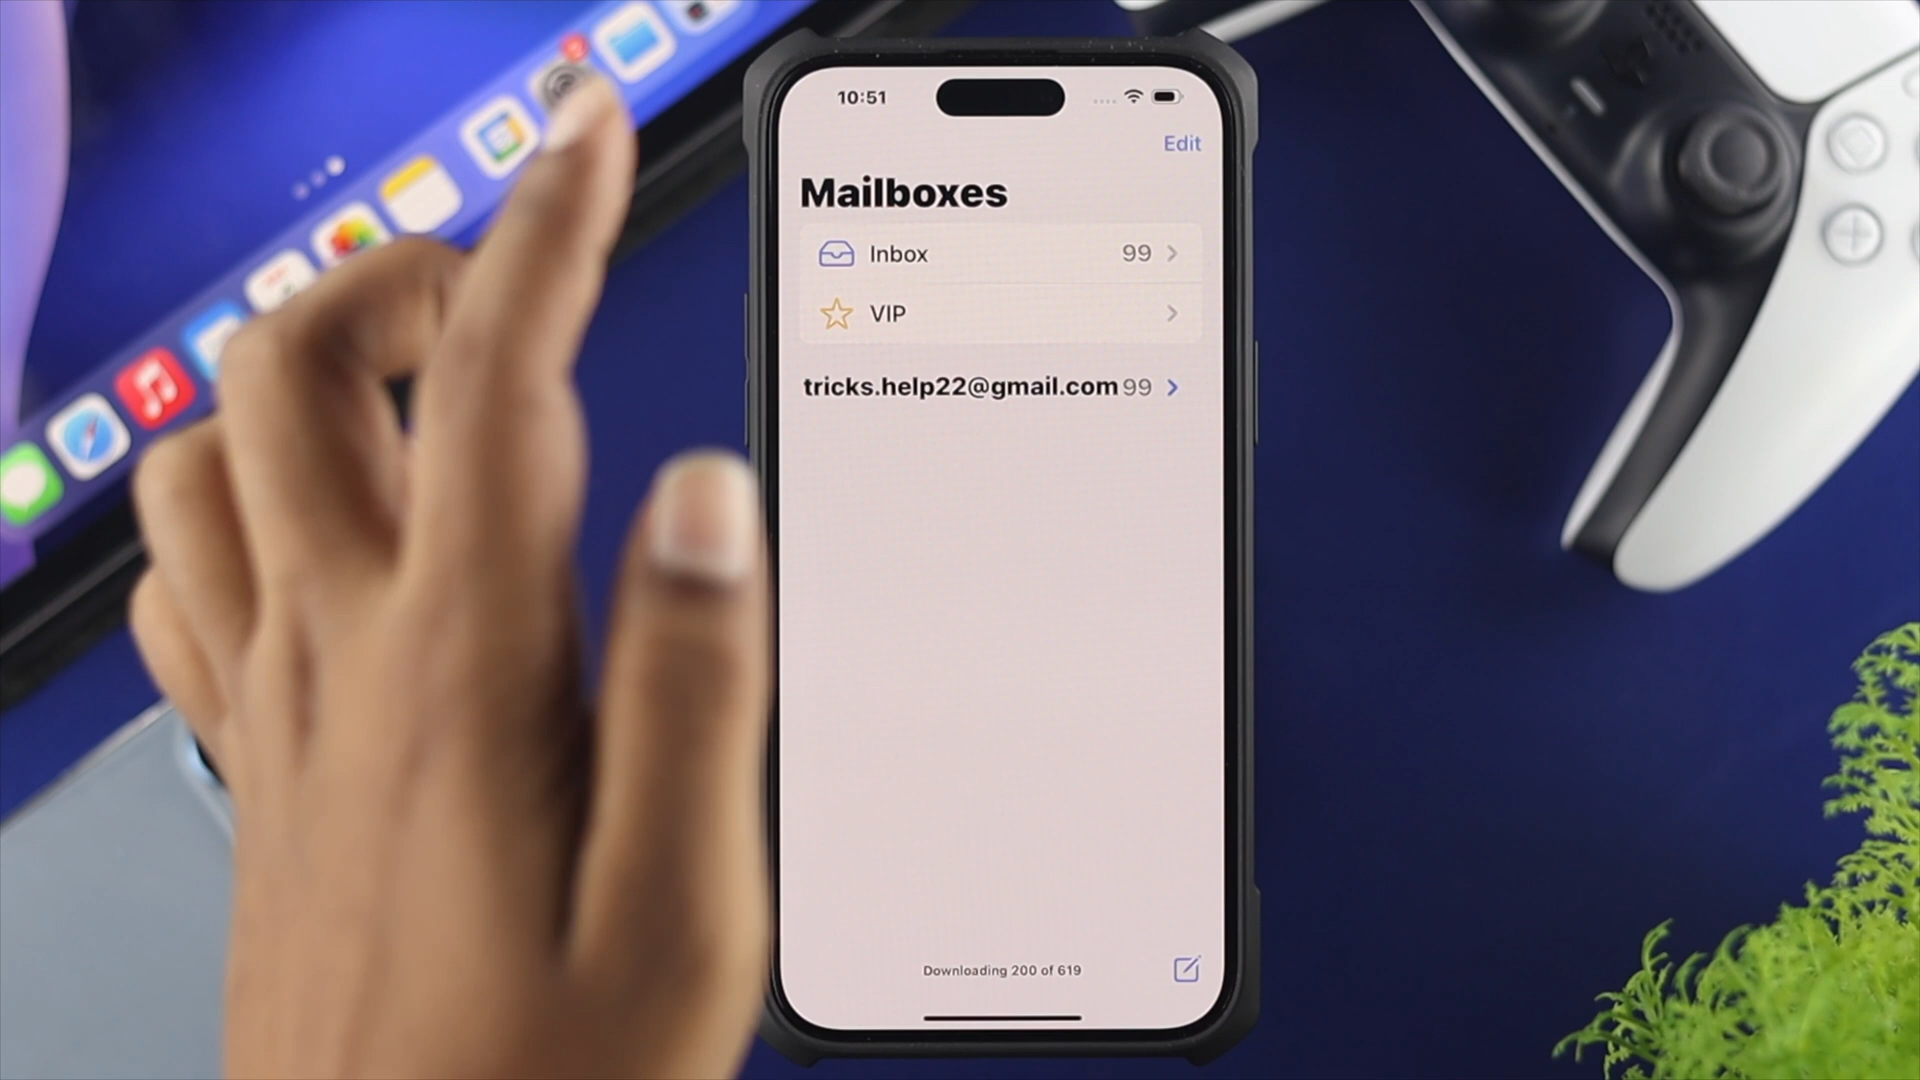 10:51
Edit
Mailboxes
Inbox 99
VIP
tricks.help22@gmail.com 99
Downloading 200 of 619